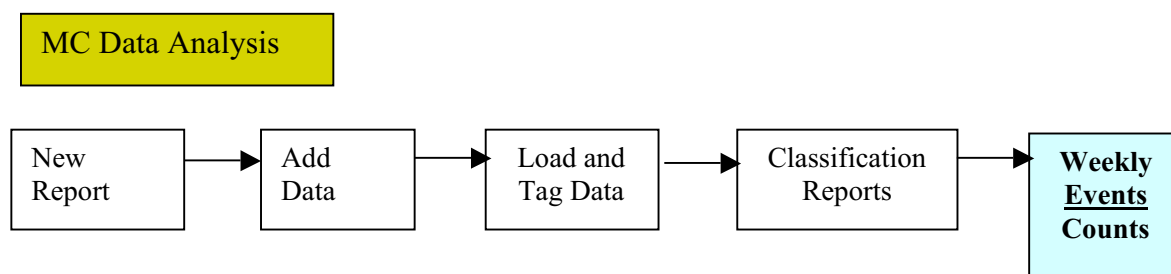 MC Data Analysis
New
Report
Add
Data
Load and
Tag Data
Classification
Reports
Weekly
Events
Counts